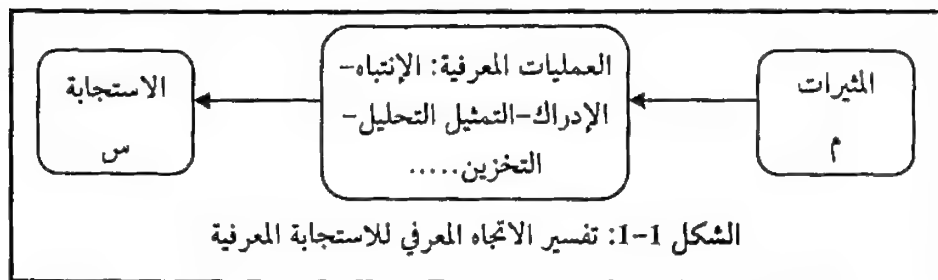 المثيرات
م
العمليات المعرفية: الإنتباه-
الإدراك-التمثيل التحليل-
التخزين.....
الاستجابة
س
الشكل 1-1: تفسير الاتجاه المعرفي للاستجابة المعرفية